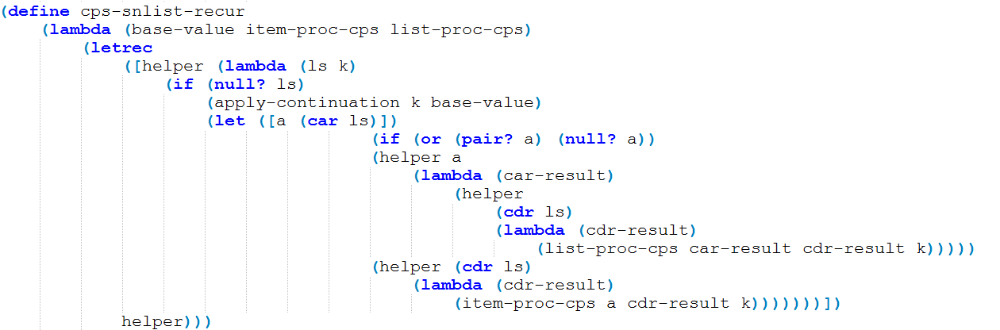 (define cps-snlist-recur
    (lambda (base-value item-proc-cps list-proc-cps)
        (letrec
            ([helper (lambda (ls k)
                (if (null? ls)
                    (apply-continuation k base-value)
                    (let ([a (car ls)])
                                    (if (or (pair? a) (null? a))
                                    (helper a
                                        (lambda (car-result)
                                            (helper
                                                (cdr ls)
                                                (lambda (cdr-result)
                                                    (list-proc-cps car-result cdr-result k)))))
                                    (helper (cdr ls)
                                        (lambda (cdr-result)
                                            (item-proc-cps a cdr-result k)))))))])
            helper)))